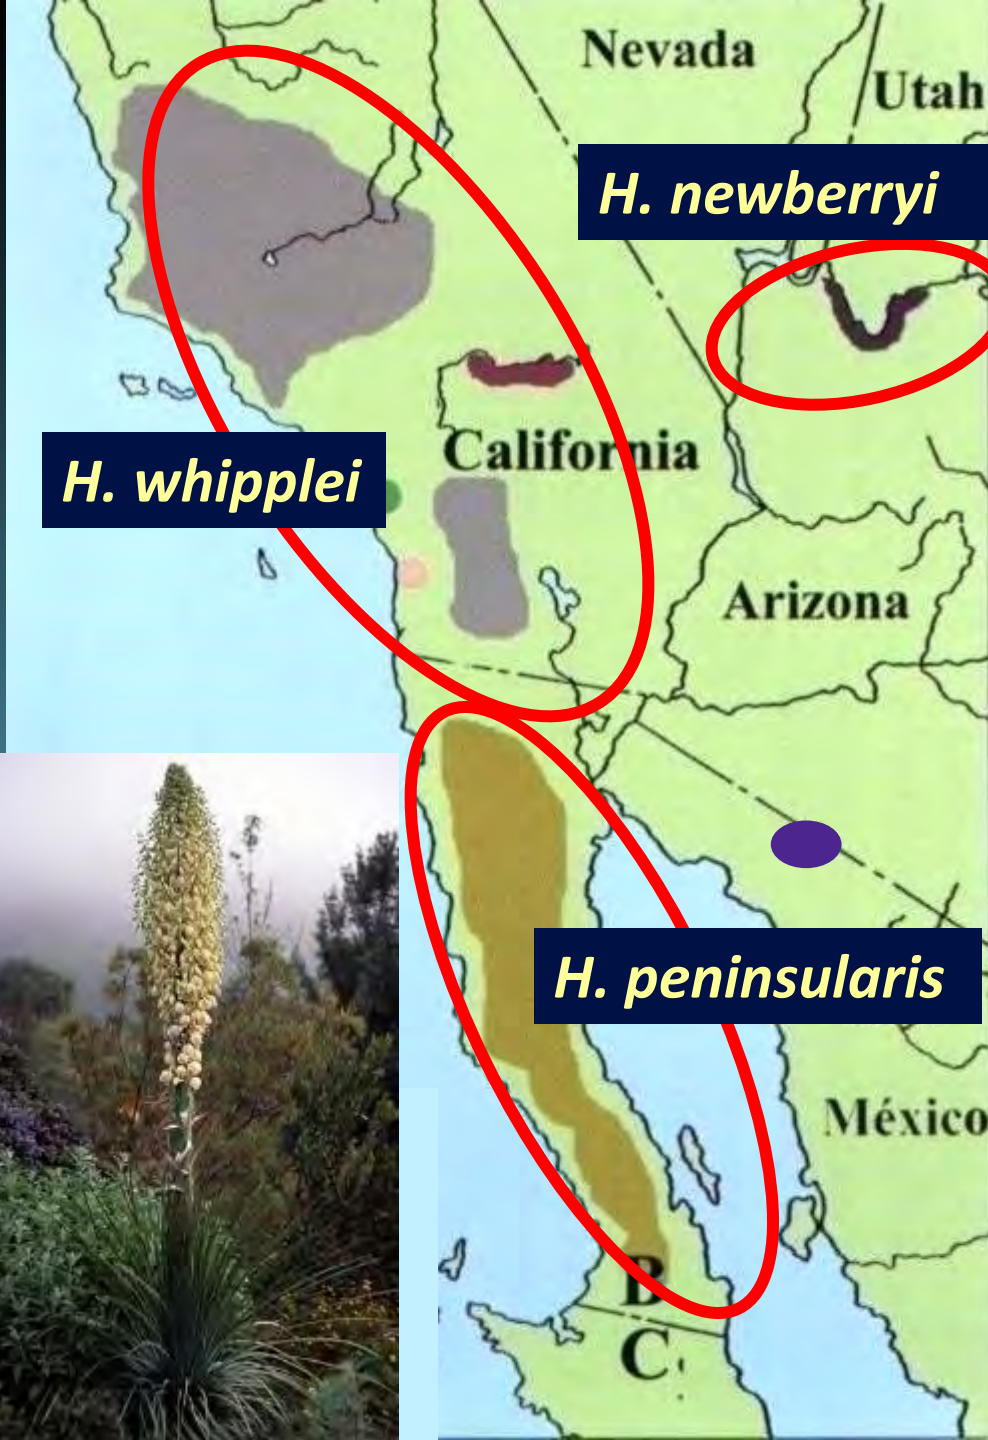 Nevada
Utah
H. newberryi
H. whipplei
California
Arizona
H. peninsularis
México
B
C